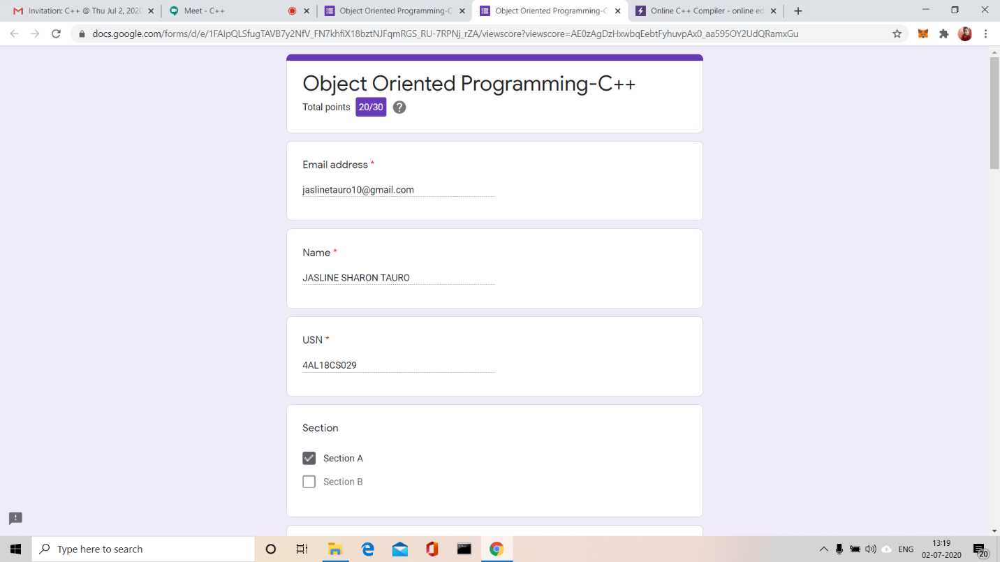 Invitation: C++ @ Thu Jul 2, 2020
Meet - C++
Object Oriented Programming-C
Object Oriented Programming-C
Online C++ Compiler - online ed
docs.google.com/forms/d/e/1FAIpQLSfugTAVB7y2NfV_FN7khfiX18bztNJFqmRGS_RU-7RPNj_rZA/viewscore?viewscore=AE0zAgDzHxwbqEebtFyhuvpAx0_aa595OY2UdQRamxGu
Object Oriented Programming-C++
Total points 20/30 ?
Email address *
jaslinetauro10@gmail.com
Name *
JASLINE SHARON TAURO
USN *
4AL18CS029
Section
Section A
Section B
Type here to search
ENG
13:19
02-07-2020
20